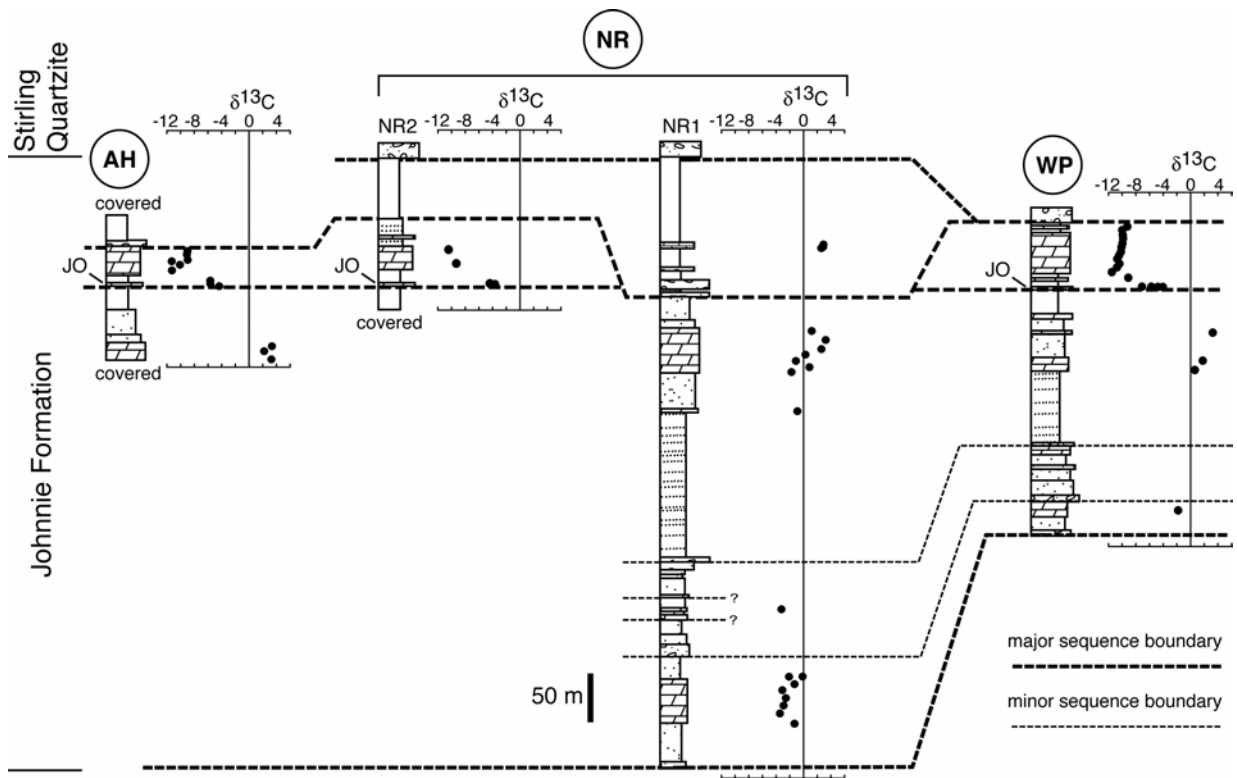 Stirling
Quartzite
Johnnie Formation
NR
AH
δ13C
-12 -8 -4 0 4
covered
JO
covered
NR2
δ13C
-12 -8 -4 0 4
JO
covered
NR1
δ13C
-12 -8 -4 0 4
?
?
WP
δ13C
-12 -8 -4 0 4
JO
50 m
major sequence boundary
minor sequence boundary